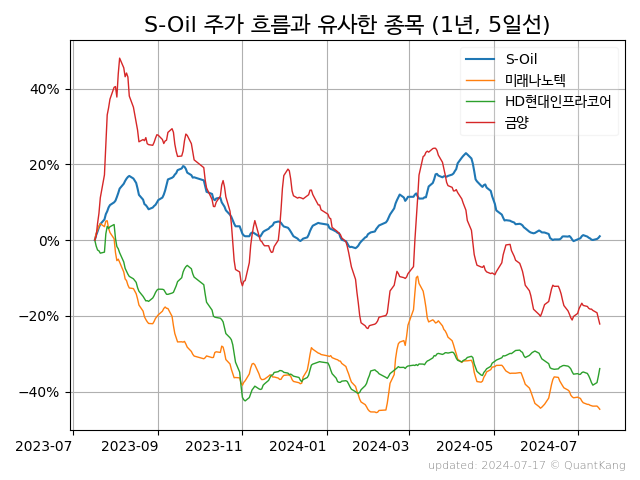 S-Oil 주가 흐름과 유사한 종목 (1년, 5일선)
S-Oil
미래나노텍
HD현대인프라코어
금양
40%
20%
0%
−20%
−40%
2023-07 2023-09 2023-11 2024-01 2024-03 2024-05 2024-07
updated: 2024-07-17 © QuantKang